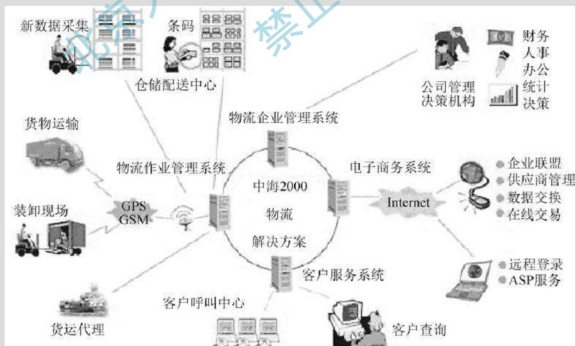 新数据采集
条码
仓储配送中心
财务
人事
办公
统计
决策
公司管理
决策机构
物流企业管理系统
货物运输
物流作业管理系统
电子商务系统
中海2000
物流
解决方案
GPS
GSM
Internet
企业联盟
供应商管理
数据交换
在线交易
装卸现场
远程登录
ASP服务
客户服务系统
客户呼叫中心
货运代理
客户查询
禁止